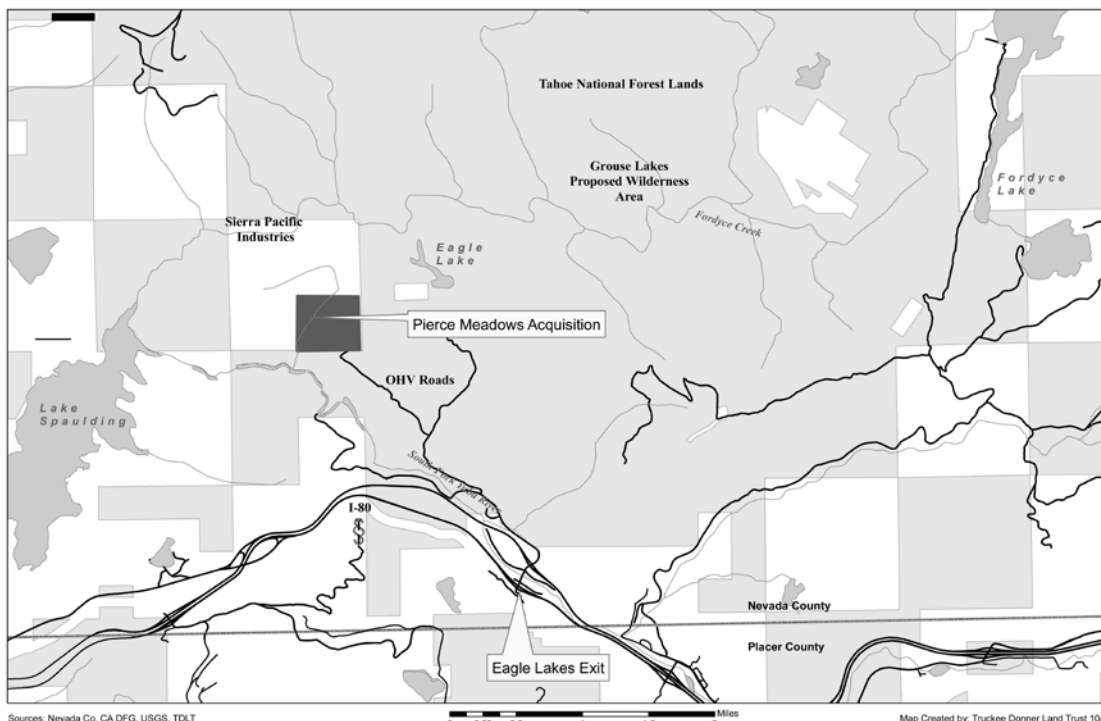 Tahoe National Forest Lands
Grouse Lakes
Proposed Wilderness
Area
Fordyce
Lake
Fordyce Creek
Sierra Pacific
Industries
Eagle
Lake
Pierce Meadows Acquisition
OHV Roads
Lake
Spaulding
South Fork Yuba River
I-80
Nevada County
Placer County
Eagle Lakes Exit
Miles
Sources: Nevada Co, CA DFG, USGS, TDLT
Map Created by: Truckee Donner Land Trust 10